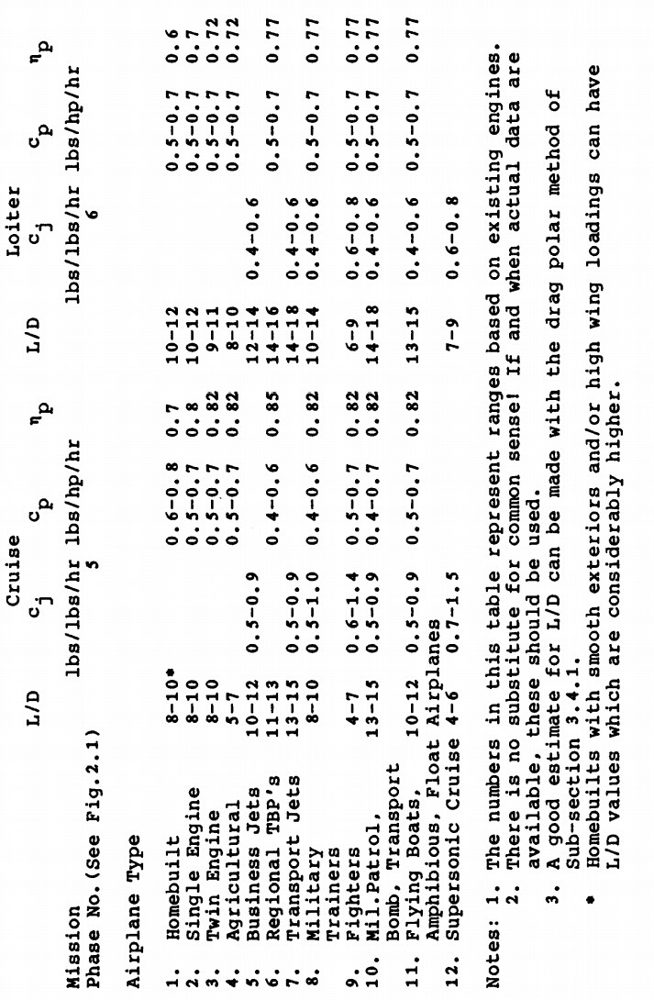 Cruise Loiter
L/D cj cp ηp L/D cj cp ηp
Mission lbs/lbs/hr lbs/hp/hr lbs/lbs/hr lbs/hp/hr
Phase No.(See Fig.2.1) 5 6
Airplane Type
1. Homebuilt 8-10* 0.6-0.8 0.7 10-12 0.5-0.7 0.6
2. Single Engine 8-10 0.5-0.7 0.8 10-12 0.5-0.7 0.7
3. Twin Engine 8-10 0.5-0.7 0.82 9-11 0.5-0.7 0.72
4. Agricultural 5-7 0.5-0.7 0.82 8-10 0.5-0.7 0.72
5. Business Jets 10-12 0.5-0.9 12-14 0.4-0.6
6. Regional TBP's 11-13 0.4-0.6 0.85 14-16 0.5-0.7 0.77
7. Transport Jets 13-15 0.5-0.9 14-18 0.4-0.6
8. Military 8-10 0.5-1.0 0.4-0.6 0.82 10-14 0.4-0.6 0.5-0.7 0.77
Trainers
9. Fighters 4-7 0.6-1.4 0.5-0.7 0.82 6-9 0.6-0.8 0.5-0.7 0.77
10. Mil.Patrol, 13-15 0.5-0.9 0.4-0.7 0.82 14-18 0.4-0.6 0.5-0.7 0.77
Bomb, Transport
11. Flying Boats, 10-12 0.5-0.9 0.5-0.7 0.82 13-15 0.4-0.6 0.5-0.7 0.77
Amphibious, Float Airplanes
12. Supersonic Cruise 4-6 0.7-1.5 7-9 0.6-0.8
Notes: 1. The numbers in this table represent ranges based on existing engines.
2. There is no substitute for common sense! If and when actual data are
available, these should be used.
3. A good estimate for L/D can be made with the drag polar method of
Sub-section 3.4.1.
* Homebuilts with smooth exteriors and/or high wing loadings can have
L/D values which are considerably higher.